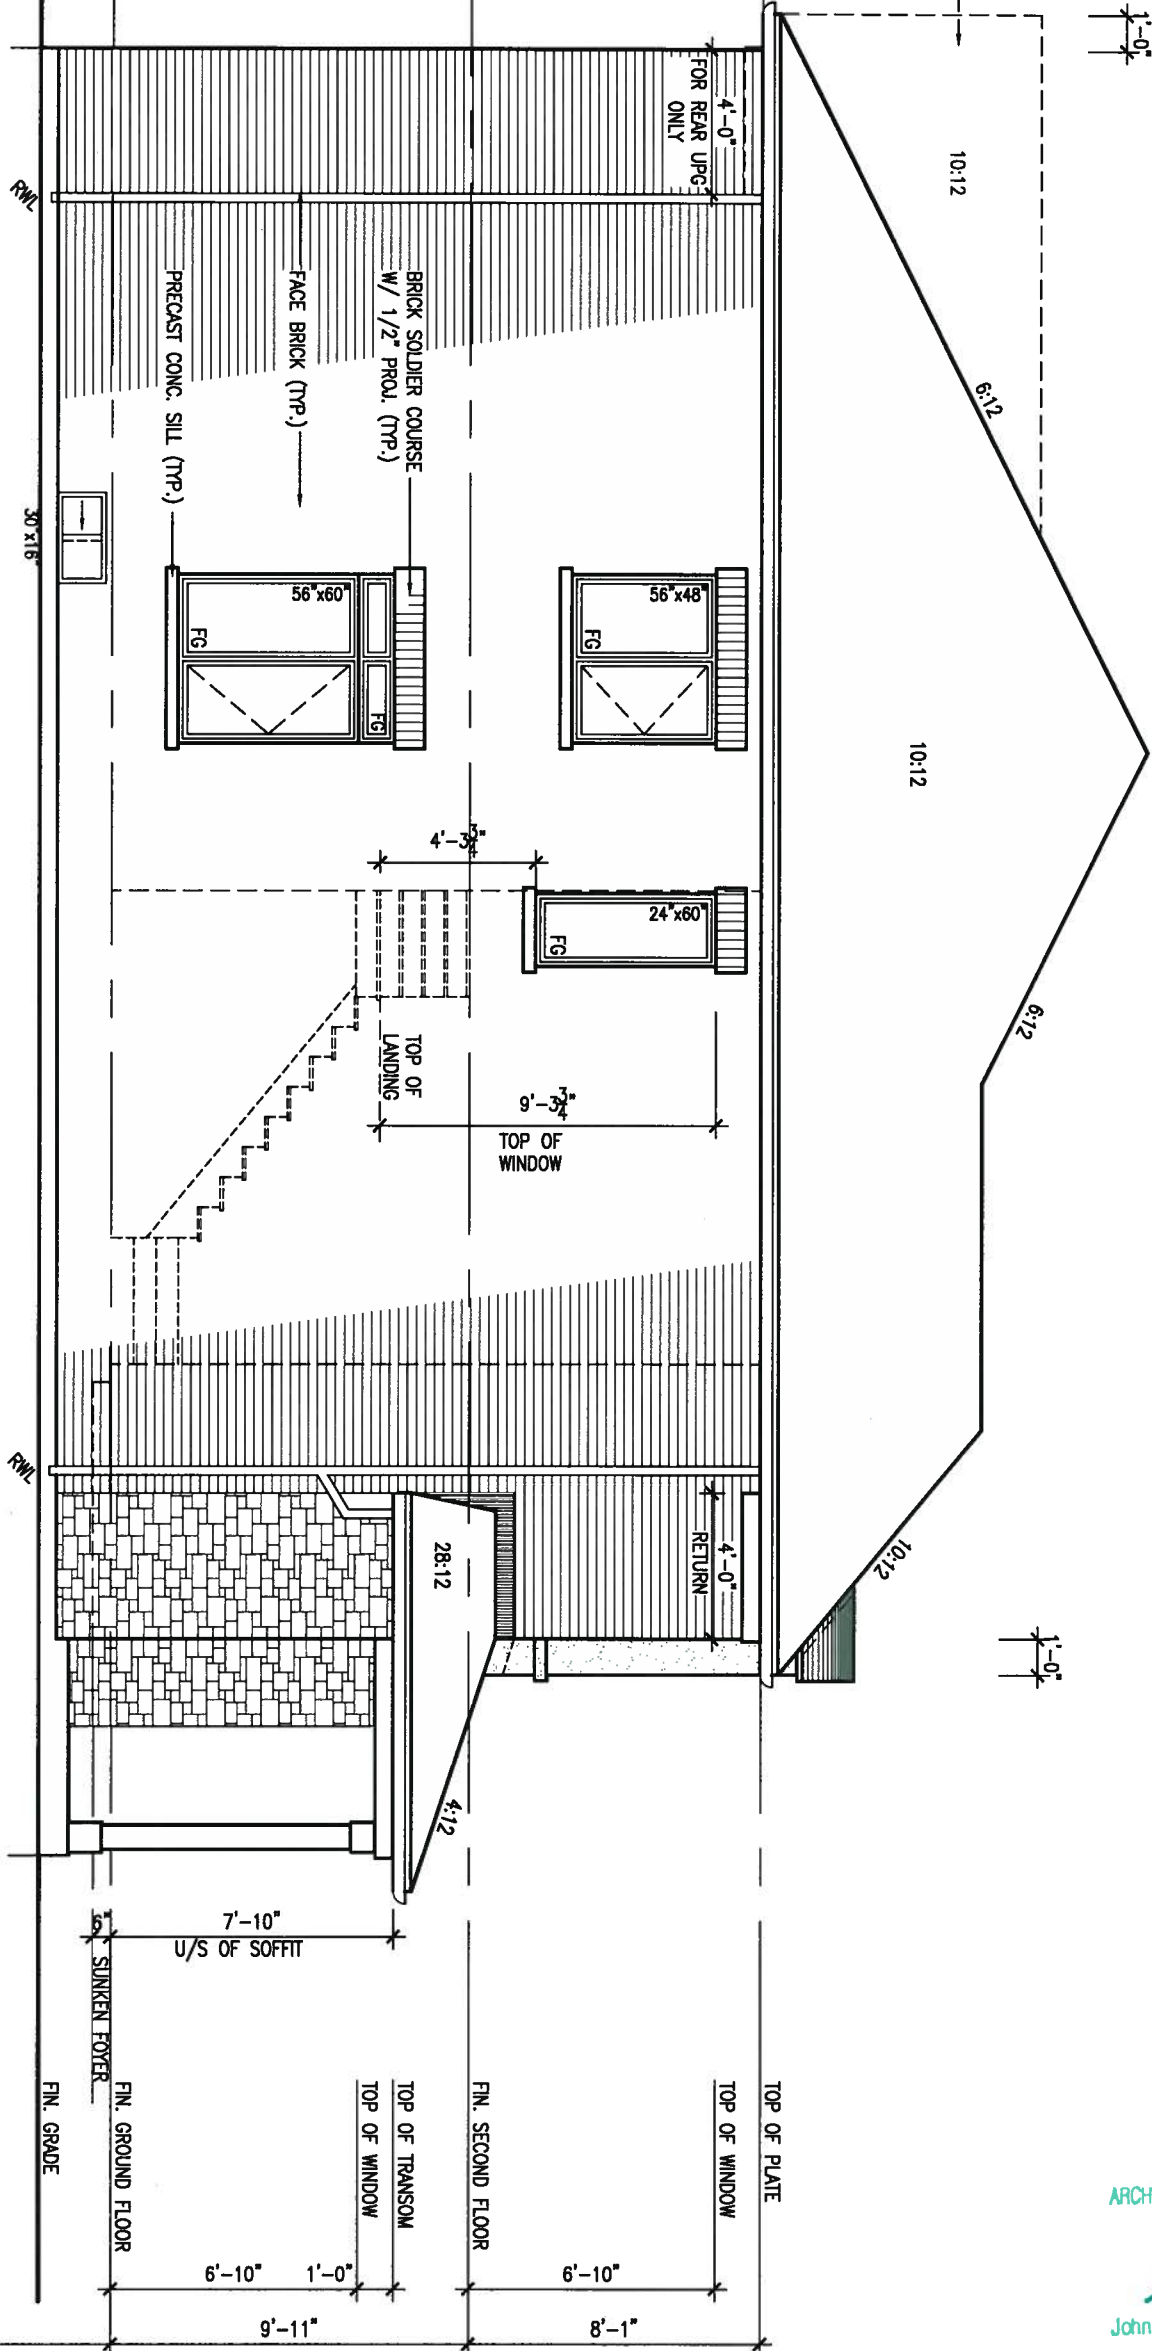 1'-0"
10:12
6:12
10:12
6:12
10:12
1'-0"
4'-0"
FOR REAR UPG
ONLY
RWL
BRICK SOLDIER COURSE
W/ 1/2" PROJ. (TYP.)
FACE BRICK (TYP.)
PRECAST CONC. SILL (TYP.)
30"x16"
56"x48"
FG
56"x60"
FG
FG
24"x60"
FG
4'-3 3/4"
TOP OF
LANDING
9'-3 3/4"
TOP OF
WINDOW
RWL
4'-0"
RETURN
28:12
4:12
7'-10"
U/S OF SOFFIT
6"
SUNKEN FOYER
TOP OF PLATE
TOP OF WINDOW
FIN. SECOND FLOOR
TOP OF TRANSOM
TOP OF WINDOW
FIN. GROUND FLOOR
FIN. GRADE
6'-10"
1'-0"
6'-10"
9'-11"
8'-1"
ARCH
John